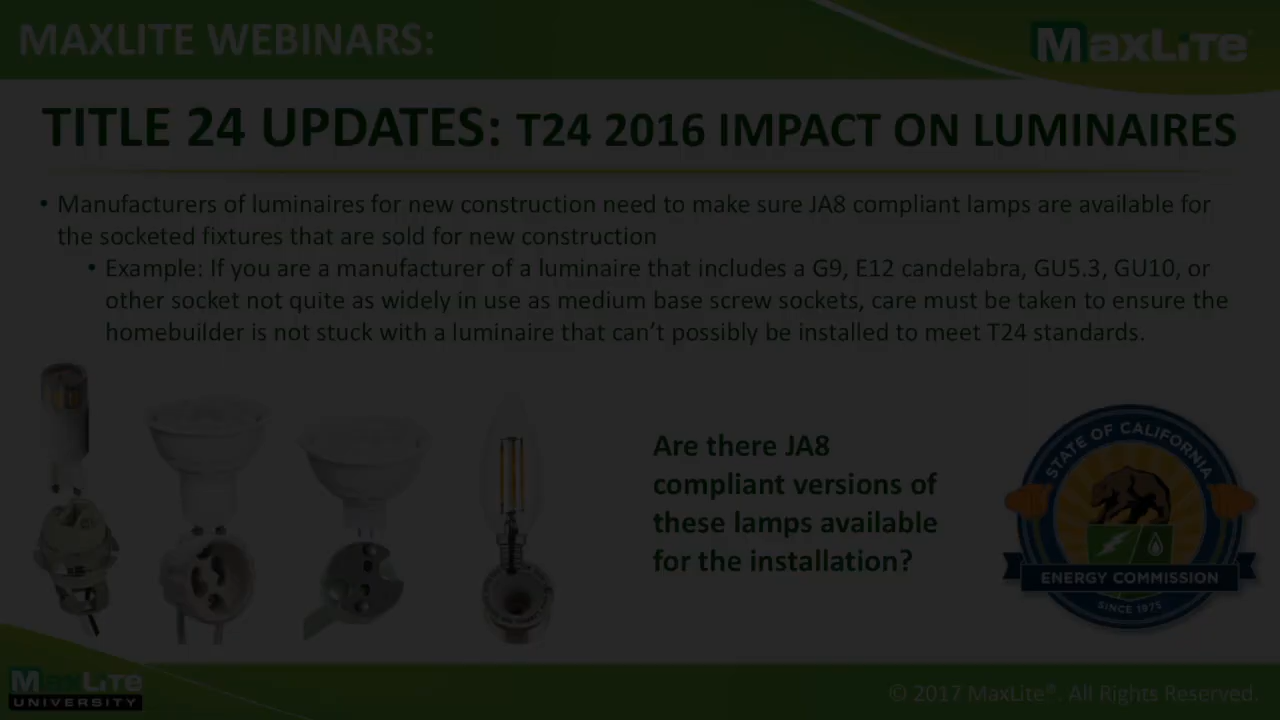 MAXLITE WEBINARS:
MAXLITE®
TITLE 24 UPDATES: T24 2016 IMPACT ON LUMINAIRES
• Manufacturers of luminaires for new construction need to make sure JA8 compliant lamps are available for
the socketed fixtures that are sold for new construction
• Example: If you are a manufacturer of a luminaire that includes a G9, E12 candelabra, GU5.3, GU10, or
other socket not quite as widely in use as medium base screw sockets, care must be taken to ensure the
homebuilder is not stuck with a luminaire that can't possibly be installed to meet T24 standards.
Are there JA8
compliant versions of
these lamps available
for the installation?
STATE OF CALIFORNIA
ENERGY COMMISSION
SINCE 1975
MAXLITE
UNIVERSITY
© 2017 MaxLite®. All Rights Reserved.